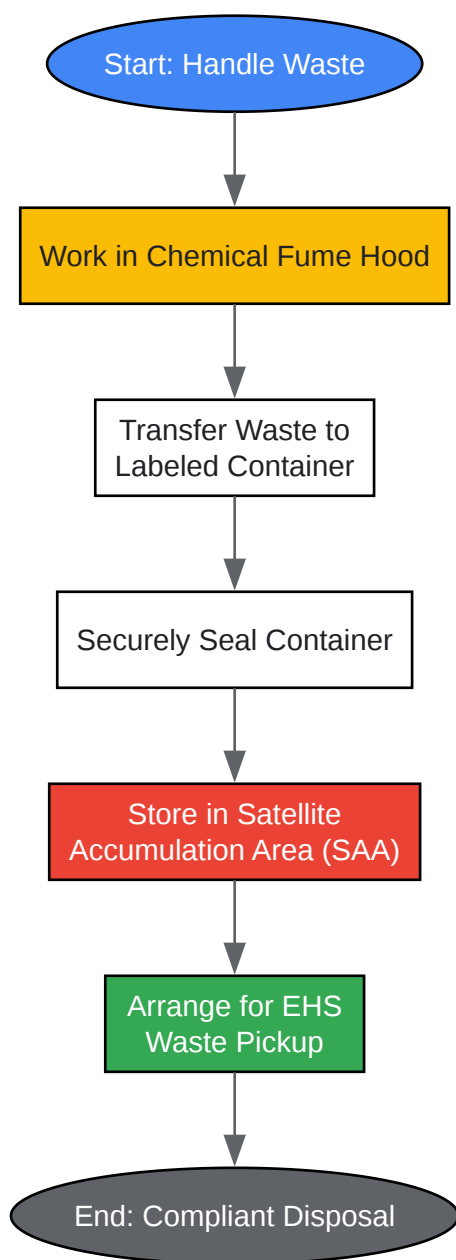 Start: Handle Waste
Work in Chemical Fume Hood
Transfer Waste to
Labeled Container
Securely Seal Container
Store in Satellite
Accumulation Area (SAA)
Arrange for EHS
Waste Pickup
End: Compliant Disposal